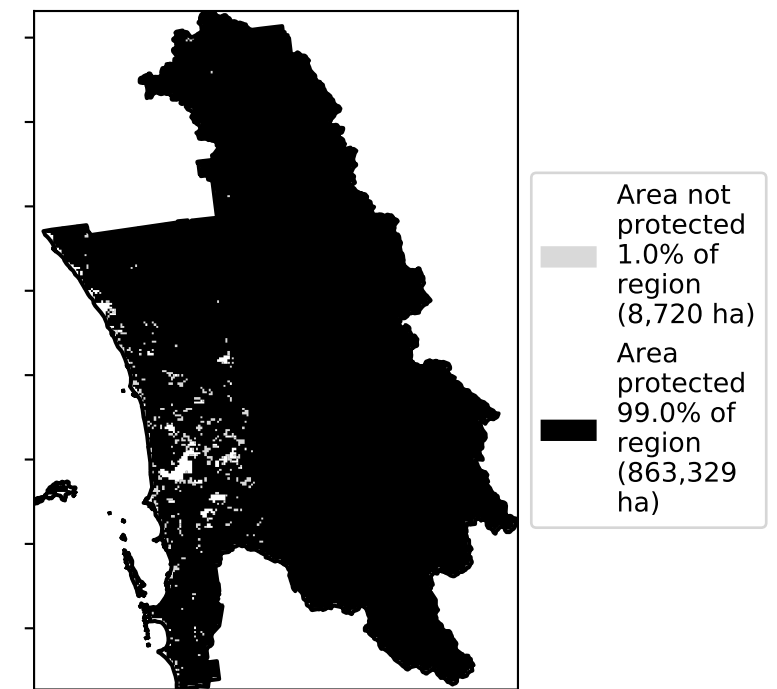 Area not
protected
1.0% of
region
(8,720 ha)
Area
protected
99.0% of
region
(863,329
ha)